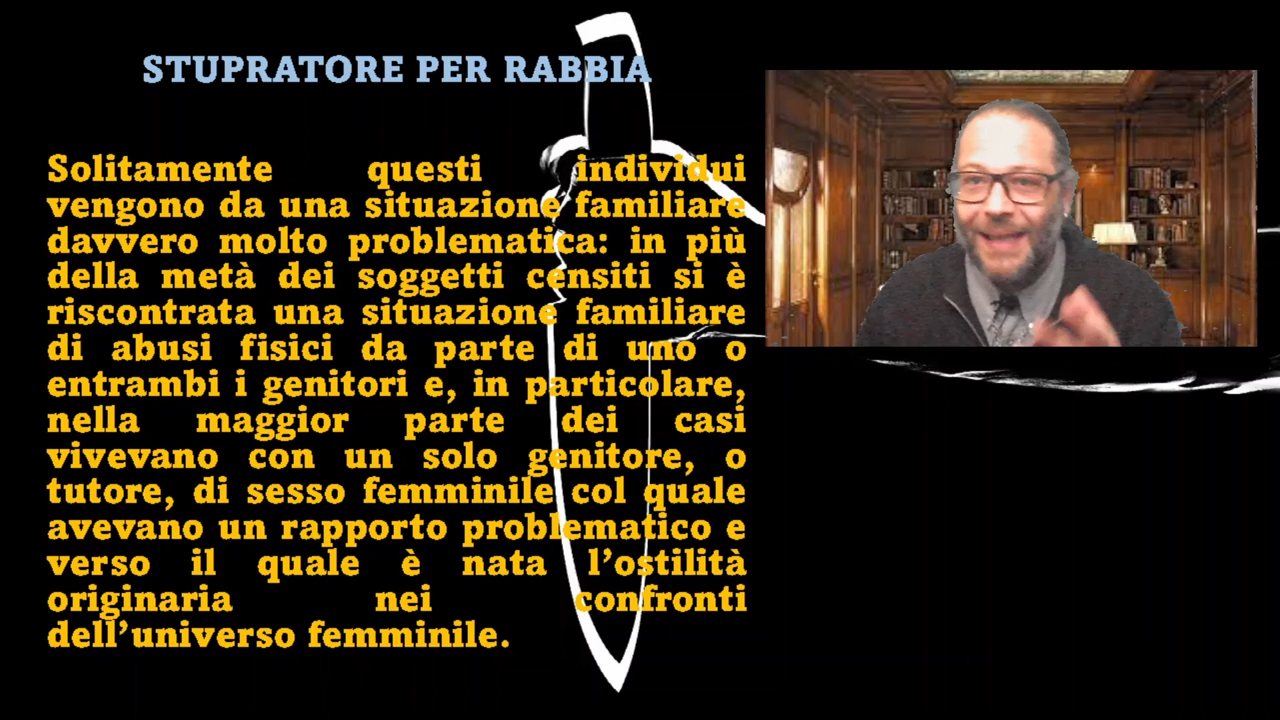 STUPRATORE PER RABBIA
Solitamente questi individui
vengono da una situazione familiare
davvero molto problematica: in più
della metà dei soggetti censiti si è
riscontrata una situazione familiare
di abusi fisici da parte di uno o
entrambi i genitori e, in particolare,
nella maggior parte dei casi
vivevano con un solo genitore, o
tutore, di sesso femminile col quale
avevano un rapporto problematico e
verso il quale è nata l’ostilità
originaria nei confronti
dell’universo femminile.